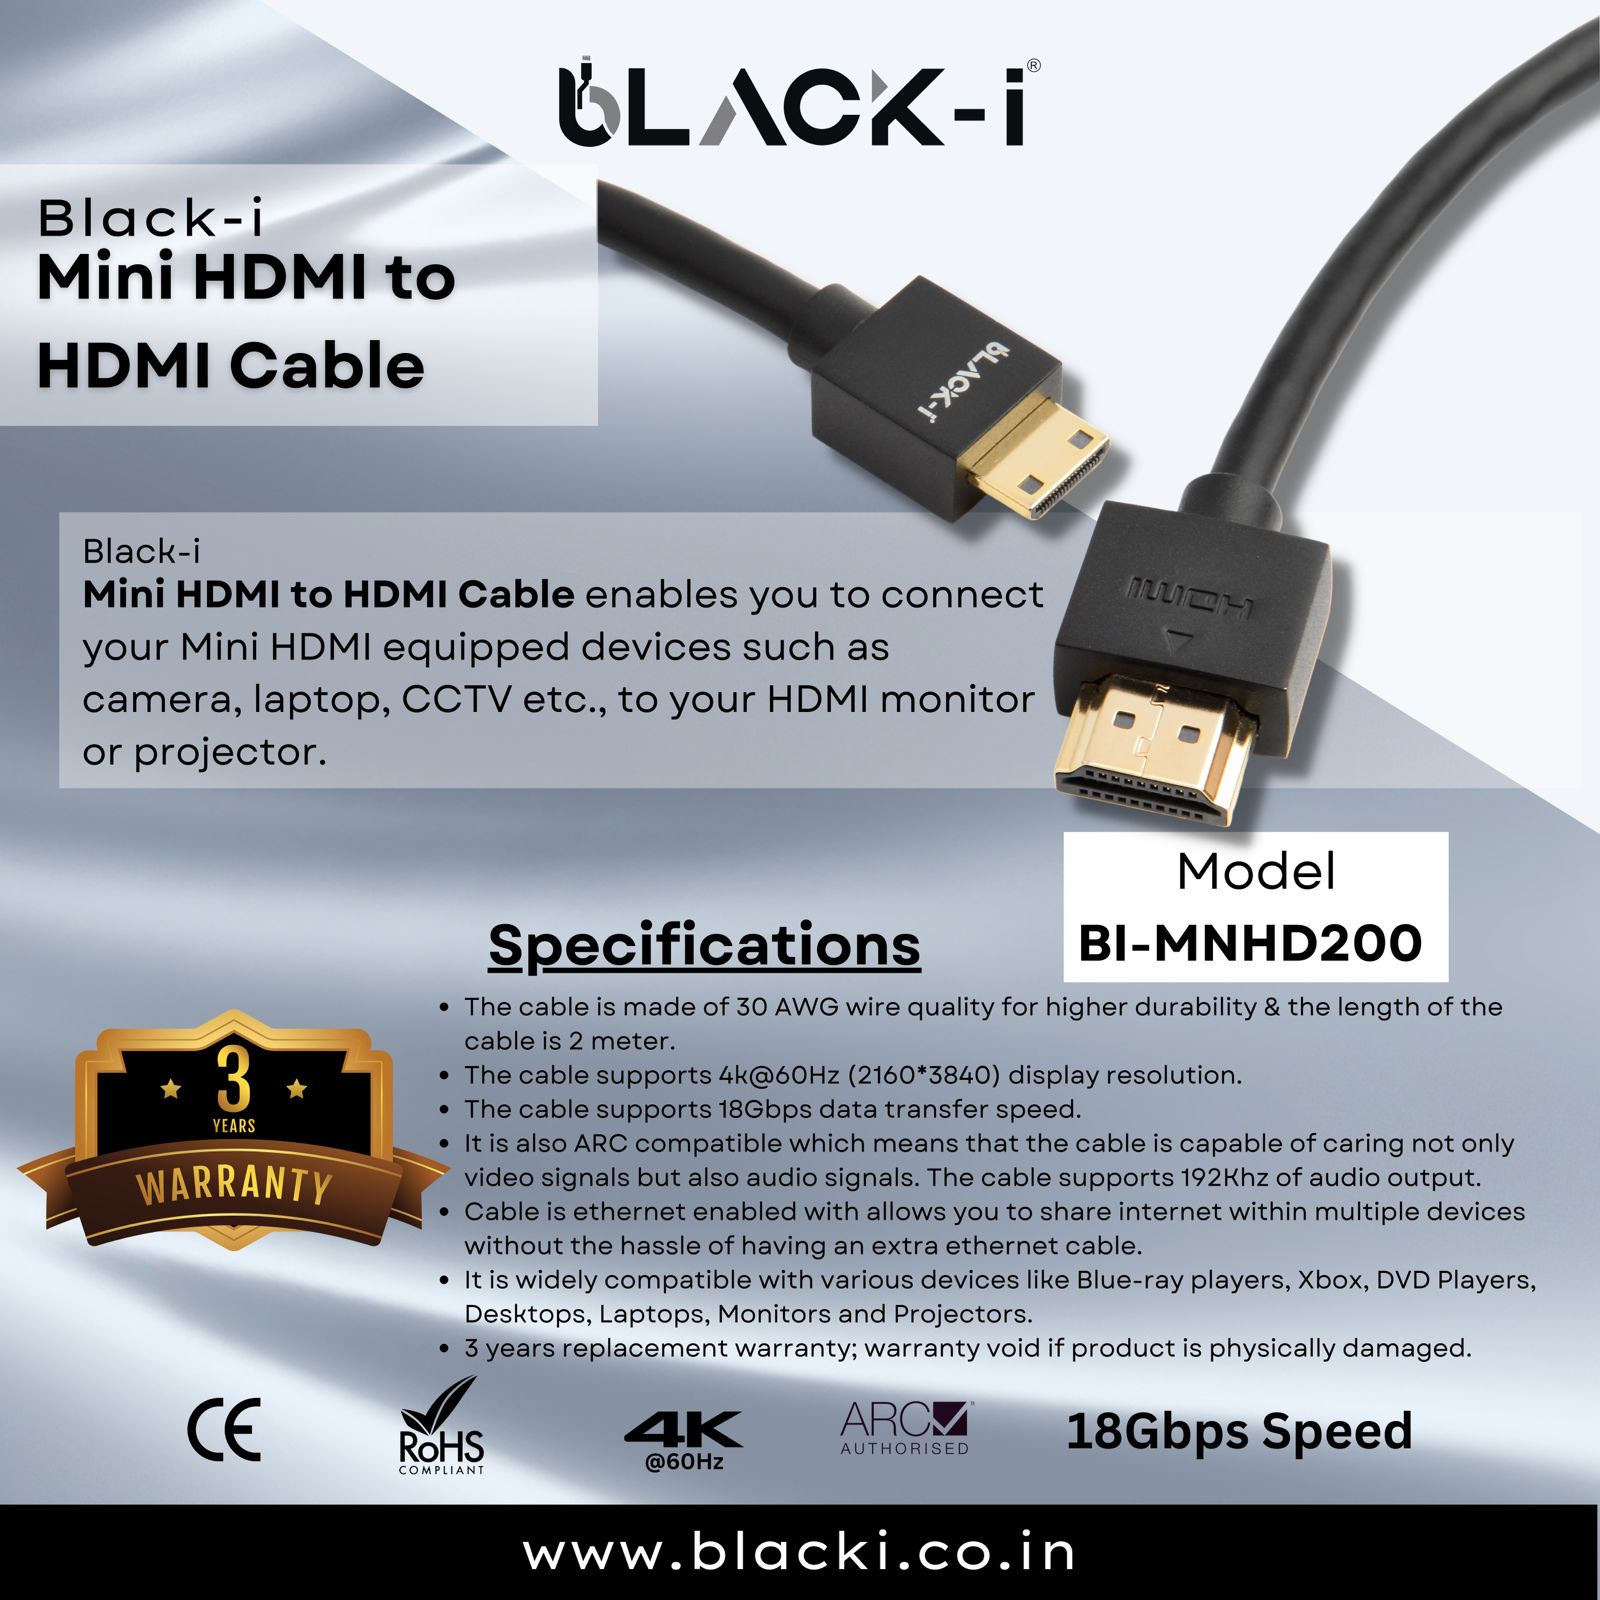 bLACK-i®
Black-i
Mini HDMI to
HDMI Cable
bLACK-i
HDMI
Black-i
Mini HDMI to HDMI Cable enables you to connect
your Mini HDMI equipped devices such as
camera, laptop, CCTV etc., to your HDMI monitor
or projector.
Model
BI-MNHD200
Specifications
• The cable is made of 30 AWG wire quality for higher durability & the length of the
cable is 2 meter.
• The cable supports 4k@60Hz (2160*3840) display resolution.
• The cable supports 18Gbps data transfer speed.
• It is also ARC compatible which means that the cable is capable of caring not only
video signals but also audio signals. The cable supports 192Khz of audio output.
• Cable is ethernet enabled with allows you to share internet within multiple devices
without the hassle of having an extra ethernet cable.
• It is widely compatible with various devices like Blue-ray players, Xbox, DVD Players,
Desktops, Laptops, Monitors and Projectors.
• 3 years replacement warranty; warranty void if product is physically damaged.
3
YEARS
WARRANTY
CE
RoHS
COMPLIANT
4K
@60Hz
ARC
AUTHORISED
18Gbps Speed
www.blacki.co.in